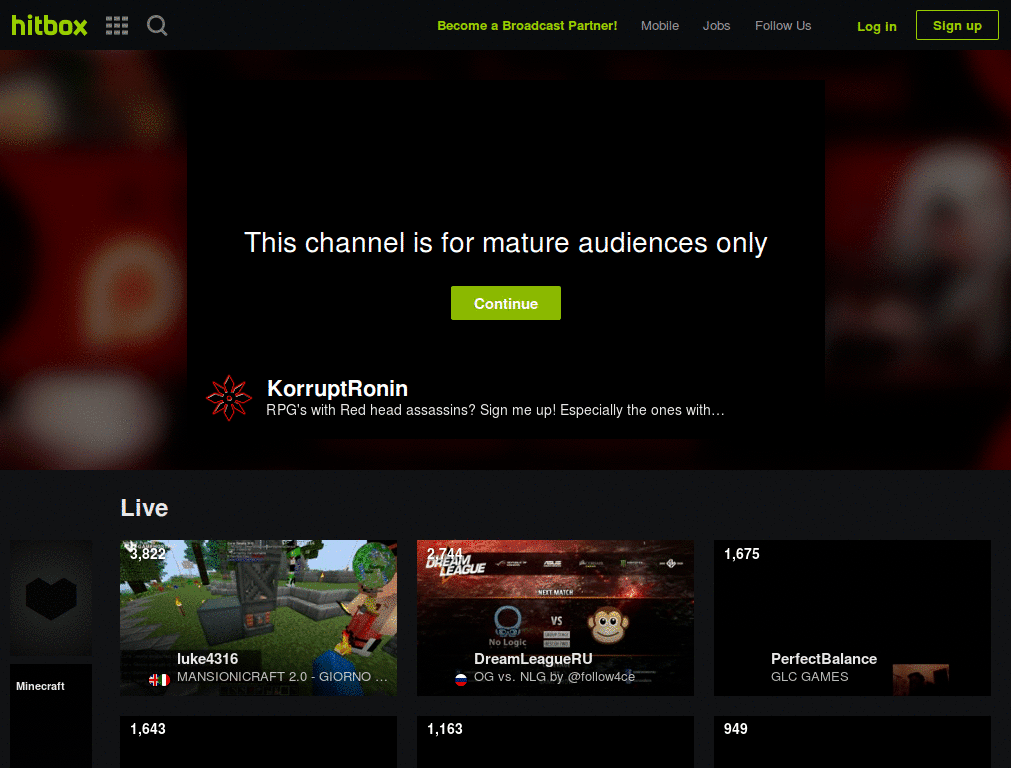 hitbox
Become a Broadcast Partner!
Mobile
Jobs
Follow Us
Log in
Sign up
This channel is for mature audiences only
Continue
KorruptRonin
RPG's with Red head assassins? Sign me up! Especially the ones with…
Live
3,822
luke4316
MANSIONICRAFT 2.0 - GIORNO …
2,744
DREAM
LEAGUE
NEXT MATCH
VS
No Logic
DreamLeagueRU
OG vs. NLG by @follow4ce
1,675
PerfectBalance
GLC GAMES
Minecraft
1,643
1,163
949